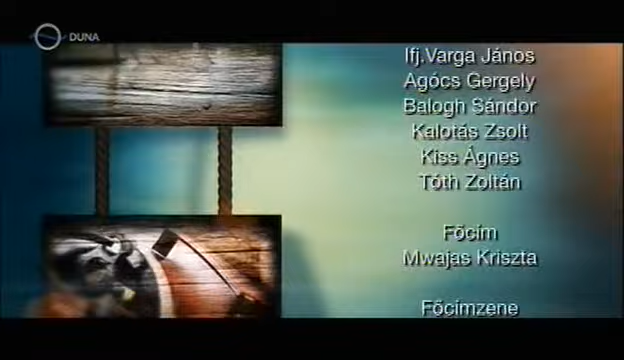 DUNA
Ifj.Varga János
Agócs Gergely
Balogh Sándor
Kalotás Zsolt
Kiss Ágnes
Tóth Zoltán
Főcím
Mwajas Kriszta
Főcímzene